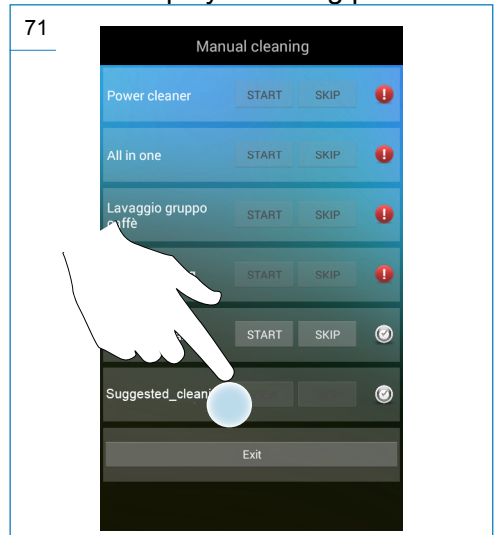 71
Manual cleaning
Power cleaner START SKIP
All in one START SKIP
Lavaggio gruppo
caffè START SKIP
START SKIP
START SKIP
Suggested_cleani
Exit